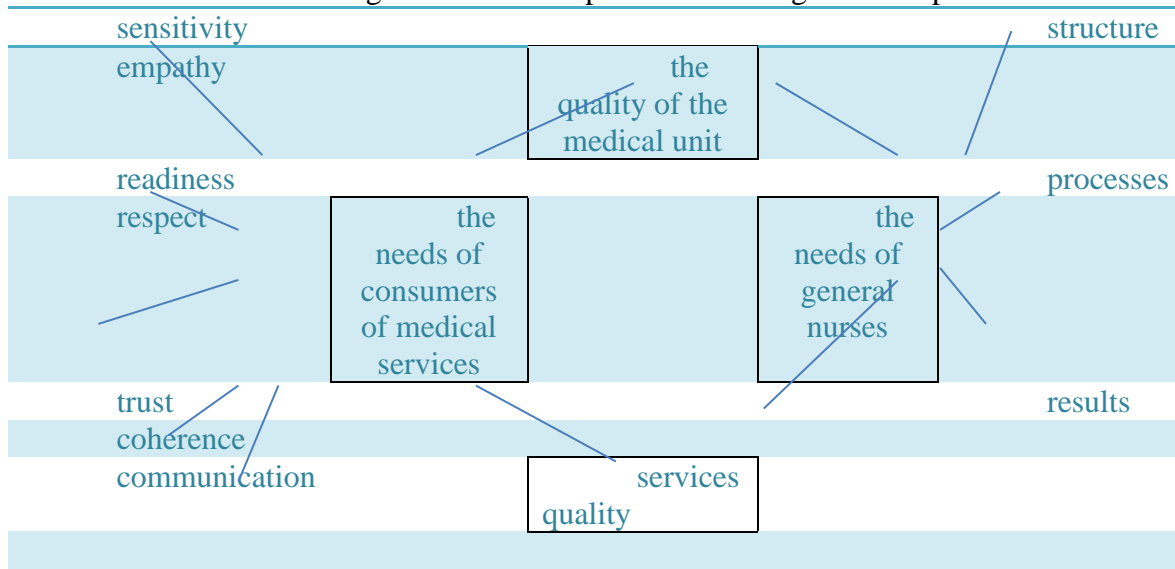 sensitivity structure
empathy the
quality of the
medical unit
readiness processes
respect the the
needs of needs of
consumers general
of medical nurses
services
trust results
coherence
communication services
quality